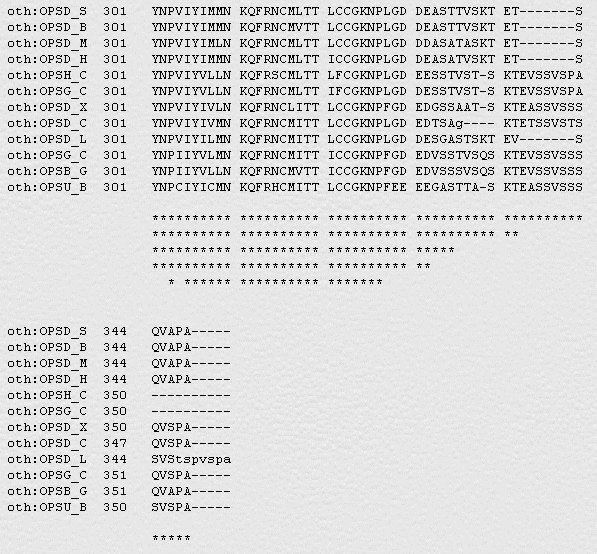 oth:OPSD_S 301 YNPVIYIMMN KQFRNCMLTT LCCGKNPLGD DEASTTVSKT ET-------S
oth:OPSD_B 301 YNPVIYIMMN KQFRNCMVTT LCCGKNPLGD DEASTTVSKT ET-------S
oth:OPSD_M 301 YNPVIYIMLN KQFRNCMLTT LCCGKNPLGD DDASATASKT ET-------S
oth:OPSD_H 301 YNPVIYIMMN KQFRNCMLTT ICCGKNPLGD DEASATVSKT ET-------S
oth:OPSH_C 301 YNPVIYVLLN KQFRSCMLTT LFCGKNPLGD DESSTVST-S KTEVSSVSPA
oth:OPSG_C 301 YNPVIYVLLN KQFRNCMLTT IFCGKNPLGD EESSTVST-S KTEVSSVSPA
oth:OPSD_X 301 YNPVIYIVLN KQFRNCLITT LCCGKNPFGD EDGSSAAT-S KTEASSVSSS
oth:OPSD_C 301 YNPVIYIVMN KQFRNCMITT LCCGKNPLGD EDTSAg---- KTETSSVSTS
oth:OPSD_L 301 YNPVIYILMN KQFRNCMITT LCCGKNPLGD DESGASTSKT EV-------S
oth:OPSG_C 301 YNPIIYVLMN KQFRNCMITT LCCGKNPFGD EDVSSTVSQS KTEVSSVSSS
oth:OPSB_G 301 YNPVIYVLLN KQFRNCMVTT LCCGKNPFGD EDVSSSVSQS KTEVSSVSSS
oth:OPSU_B 301 YNPCIYICMN KQFRHCMITT LCCGKNPFEE EEGASTTA-S KTEASSVSSS
********** ********** ********** ********** **********
********** ********** ********** ********** **
********** ********** ********** *****
********** ********** ********** **
* ****** ********** *******
oth:OPSD_S 344 QVAPA-----
oth:OPSD_B 344 QVAPA-----
oth:OPSD_M 344 QVAPA-----
oth:OPSD_H 344 QVAPA-----
oth:OPSH_C 350 ----------
oth:OPSG_C 350 ----------
oth:OPSD_X 350 QVSPA-----
oth:OPSD_C 347 QVSPA-----
oth:OPSD_L 344 SVStspvspa
oth:OPSG_C 351 QVSPA-----
oth:OPSB_G 351 QVAPA-----
oth:OPSU_B 350 SVSPA-----
*****